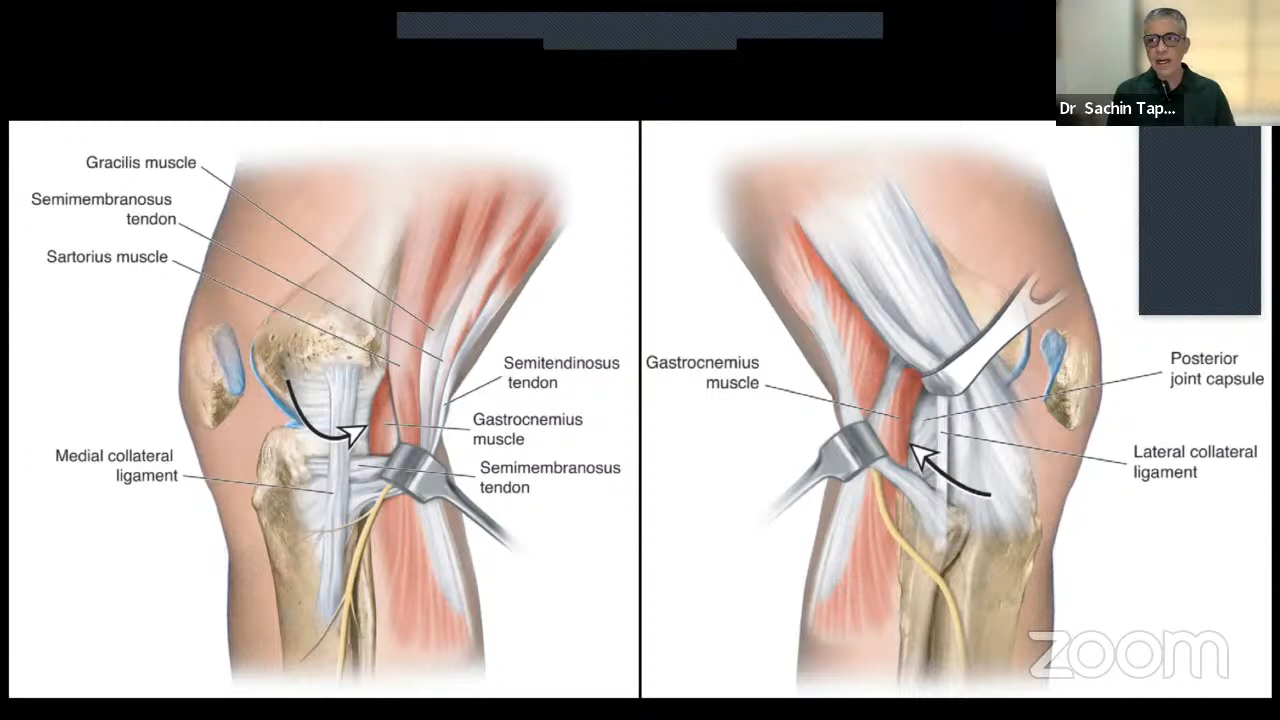 Dr Sachin Tap...
Gracilis muscle
Semimembranosus
tendon
Sartorius muscle
Semitendinosus
tendon
Gastrocnemius
muscle
Medial collateral
ligament
Semimembranosus
tendon
Gastrocnemius
muscle
Posterior
joint capsule
Lateral collateral
ligament
zoom